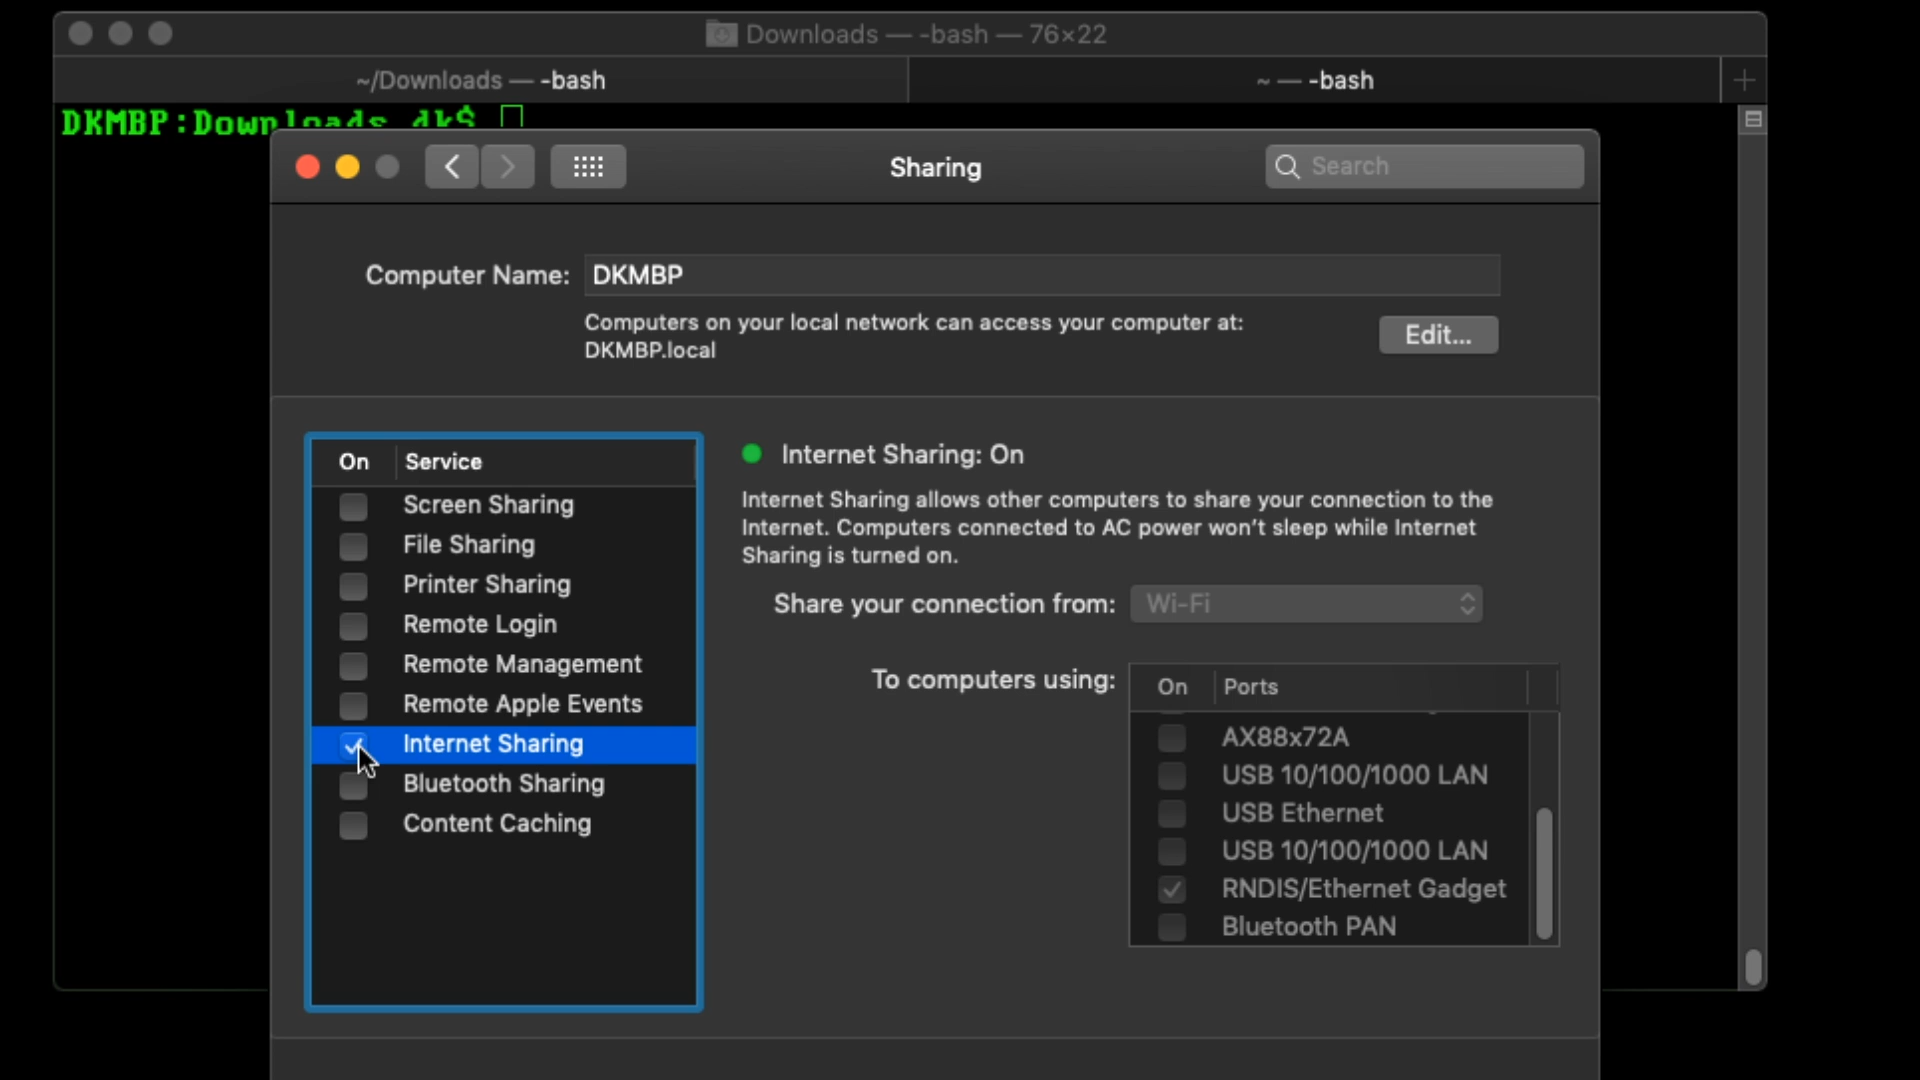 Downloads — -bash — 76×22
~/Downloads — -bash
~ — -bash
DKMBP:Downloads dk$
Sharing
Search
Computer Name: DKMBP
Computers on your local network can access your computer at:
DKMBP.local
Edit...
On Service
Screen Sharing
File Sharing
Printer Sharing
Remote Login
Remote Management
Remote Apple Events
Internet Sharing
Bluetooth Sharing
Content Caching
Internet Sharing: On
Internet Sharing allows other computers to share your connection to the
Internet. Computers connected to AC power won't sleep while Internet
Sharing is turned on.
Share your connection from: Wi-Fi
To computers using:
On Ports
AX88x72A
USB 10/100/1000 LAN
USB Ethernet
USB 10/100/1000 LAN
RNDIS/Ethernet Gadget
Bluetooth PAN